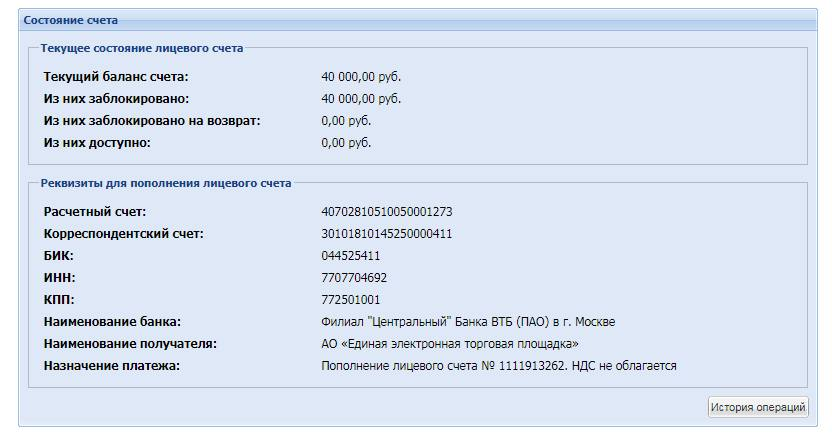 Состояние счета
Текущее состояние лицевого счета
Текущий баланс счета: 40 000,00 руб.
Из них заблокировано: 40 000,00 руб.
Из них заблокировано на возврат: 0,00 руб.
Из них доступно: 0,00 руб.
Реквизиты для пополнения лицевого счета
Расчетный счет: 40702810510050001273
Корреспондентский счет: 30101810145250000411
БИК: 044525411
ИНН: 7707704692
КПП: 772501001
Наименование банка: Филиал "Центральный" Банка ВТБ (ПАО) в г. Москве
Наименование получателя: АО «Единая электронная торговая площадка»
Назначение платежа: Пополнение лицевого счета № 1111913262. НДС не облагается
История операций